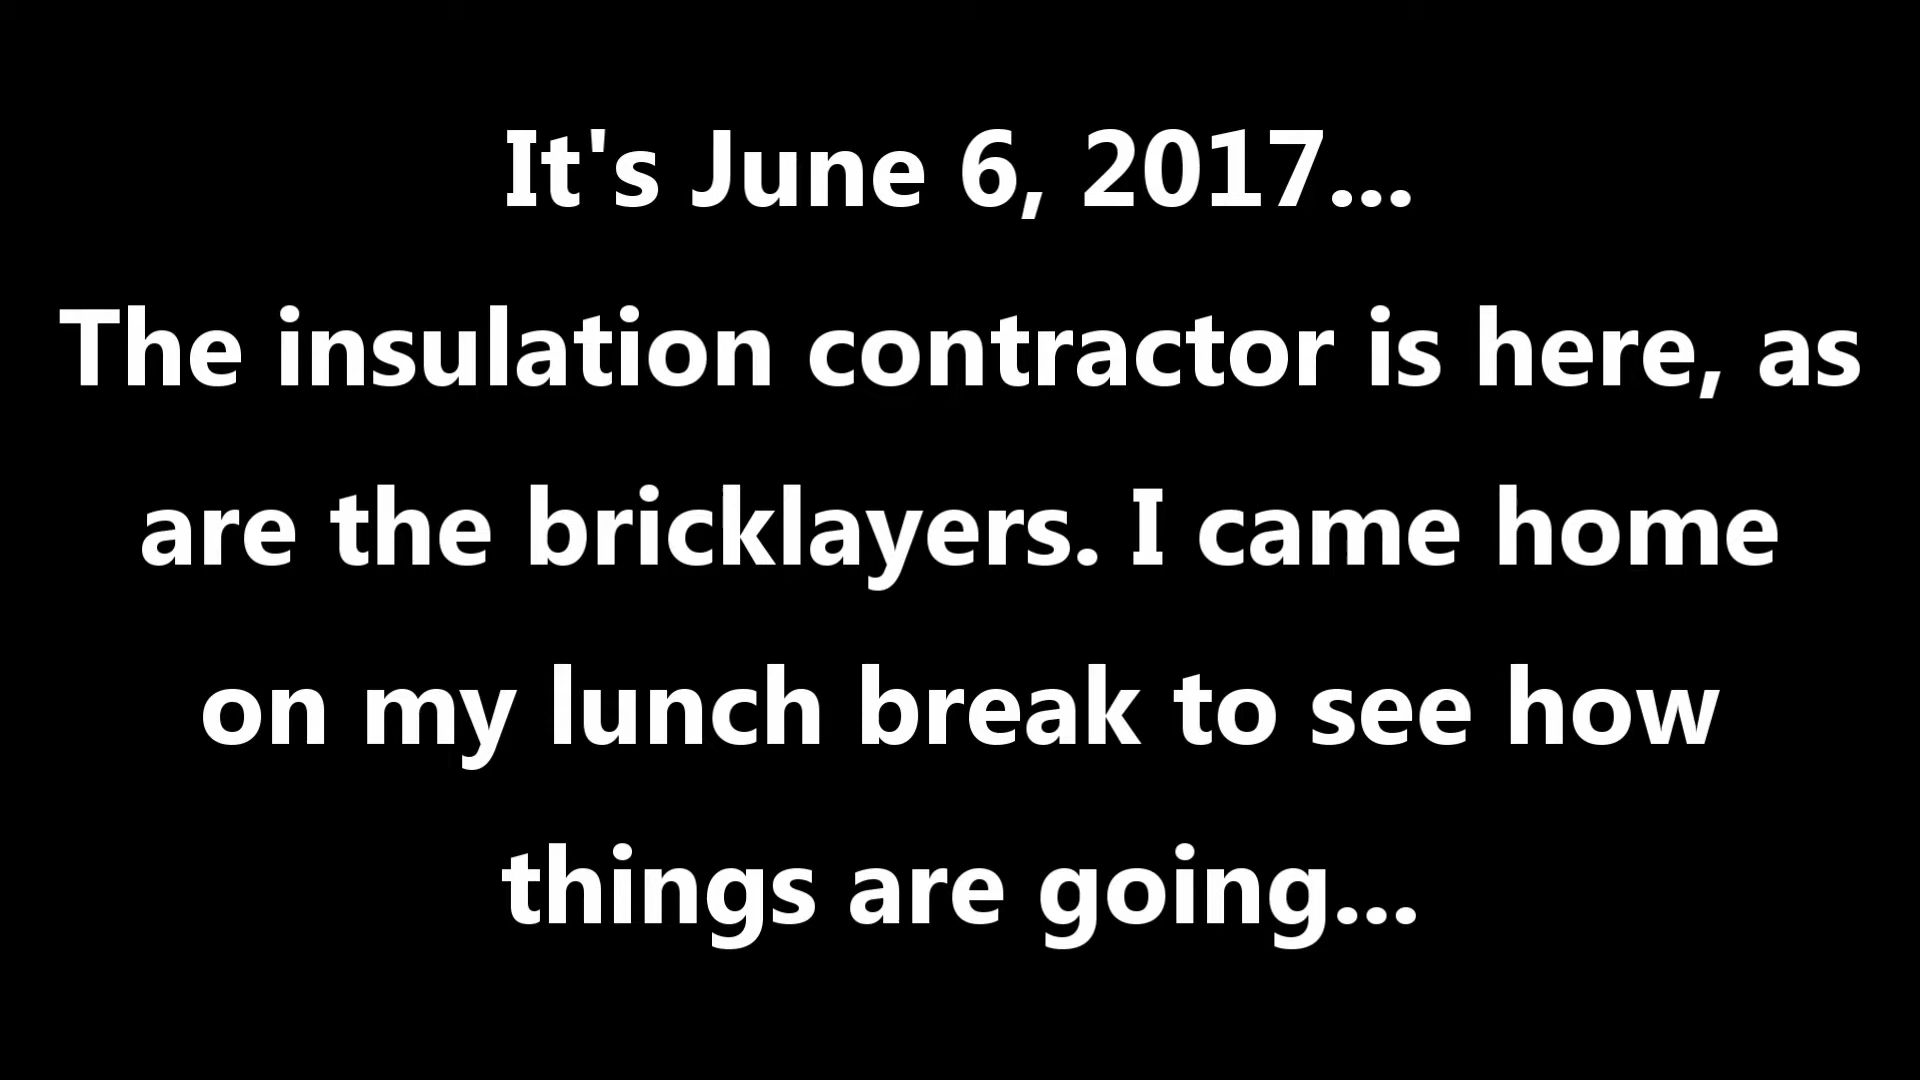 It's June 6, 2017...
The insulation contractor is here, as
are the bricklayers. I came home
on my lunch break to see how
things are going...